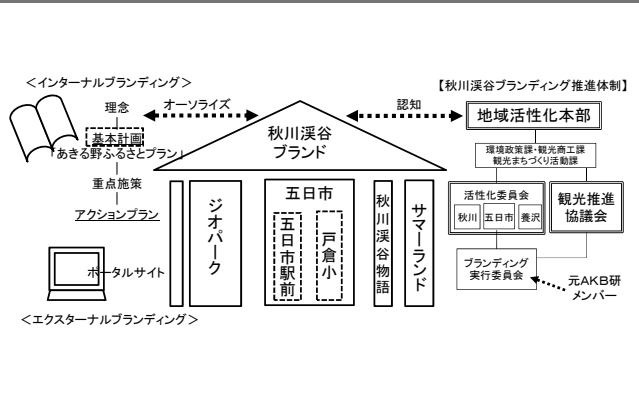 ＜インターナルブランディング＞
理念
基本計画
「あきる野ふるさとプラン」
重点施策
アクションプラン
ポータルサイト
＜エクスターナルブランディング＞
オーソライズ
認知
秋川渓谷
ブランド
ジオパーク
五日市
五日市駅前
戸倉小
秋川渓谷物語
サマーランド
【秋川渓谷ブランディング推進体制】
地域活性化本部
環境政策課・観光商工課
観光まちづくり活動課
活性化委員会
秋川
五日市
養沢
観光推進
協議会
ブランディング
実行委員会
元AKB研
メンバー